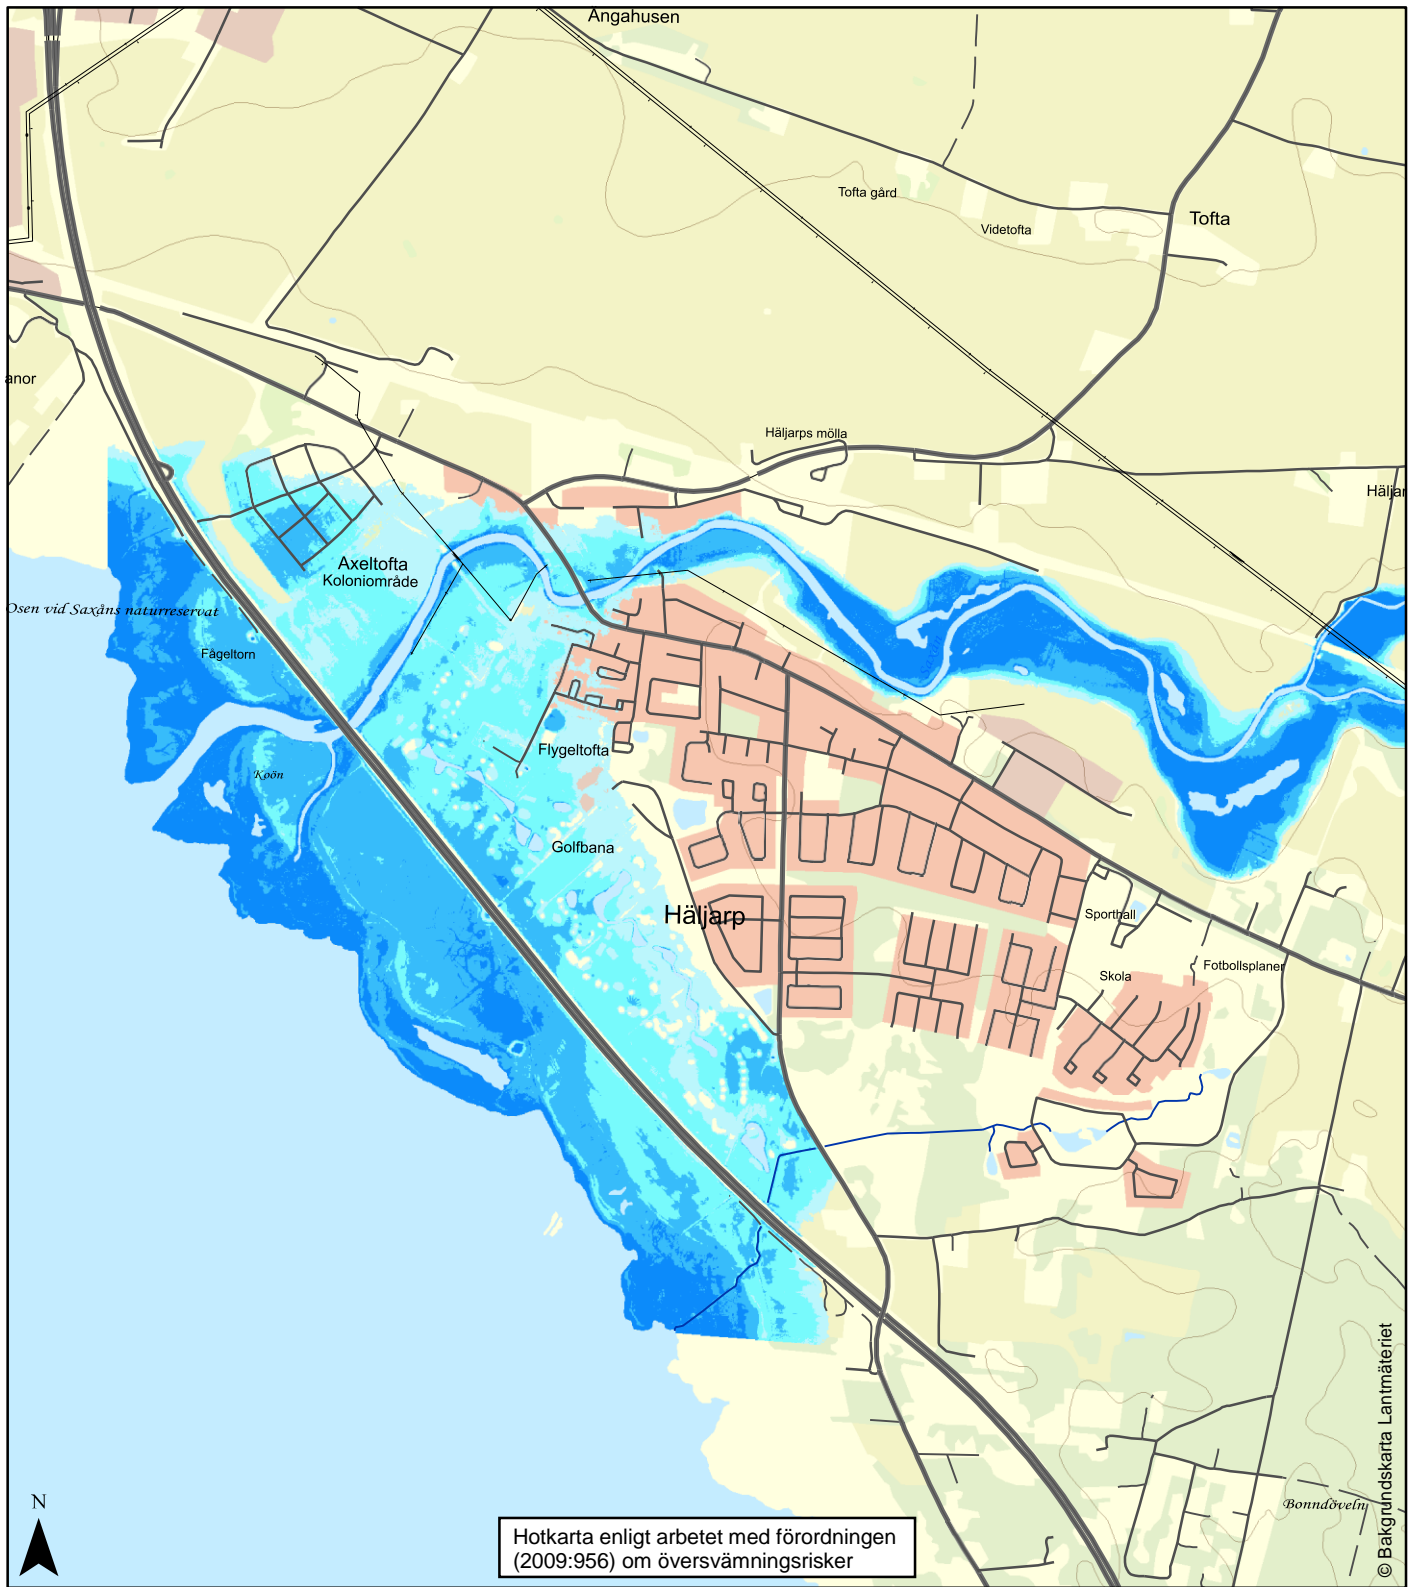 Angahusen
Tofta gård
Videtofta
Tofta
anor
Häljarps mölla
Häljar
Axeltofta
Koloniområde
Osen vid Saxåns naturreservat
Fågeltorn
Flygeltofta
Koön
Golfbana
Häljarp
Sporthall
Skola
Fotbollsplaner
Bonndöveln
© Bakgrundskarta Lantmäteriet
N
Hotkarta enligt arbetet med förordningen
(2009:956) om översvämningsrisker